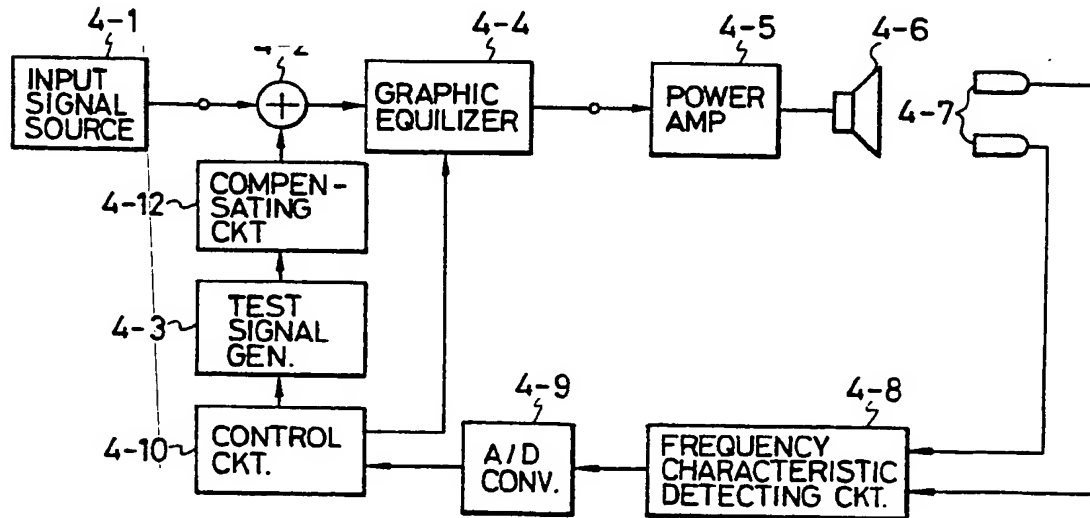 4-1
INPUT
SIGNAL
SOURCE
4-4
GRAPHIC
EQUILIZER
4-5
POWER
AMP
4-6
4-7
4-12
COMPEN-
SATING
CKT
4-3
TEST
SIGNAL
GEN.
4-10
CONTROL
CKT.
4-9
A/D
CONV.
4-8
FREQUENCY
CHARACTERISTIC
DETECTING CKT.